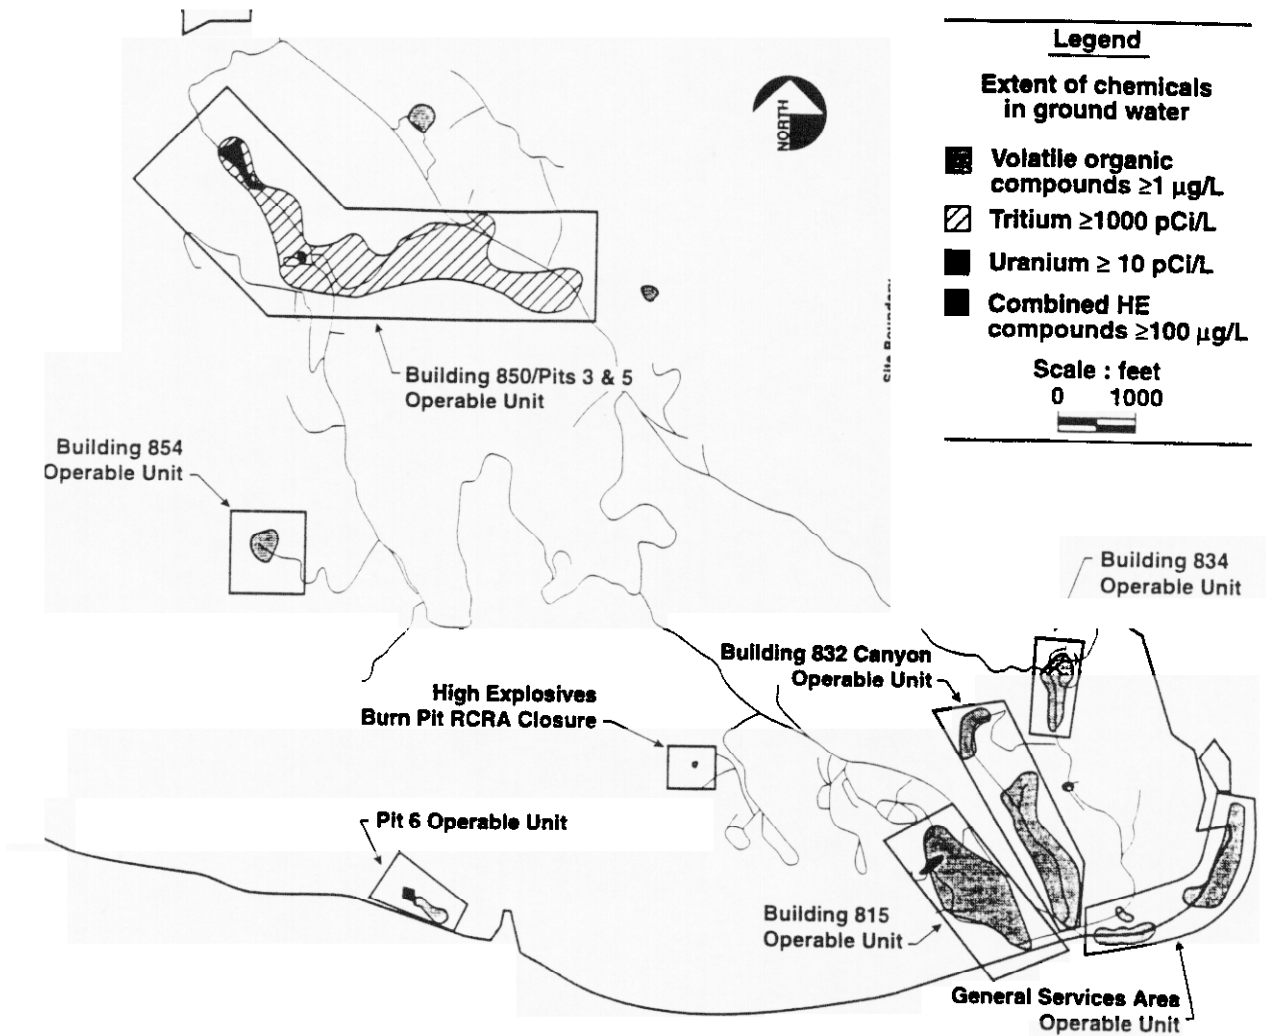 Legend
Extent of chemicals
in ground water
Volatile organic
compounds ≥1 µg/L
Tritium ≥1000 pCi/L
Uranium ≥ 10 pCi/L
Combined HE
compounds ≥100 µg/L
Scale : feet
0 1000
NORTH
Site Boundary
Building 850/Pits 3 & 5
Operable Unit
Building 854
Operable Unit
Building 834
Operable Unit
Building 832 Canyon
Operable Unit
High Explosives
Burn Pit RCRA Closure
Pit 6 Operable Unit
Building 815
Operable Unit
General Services Area
Operable Unit